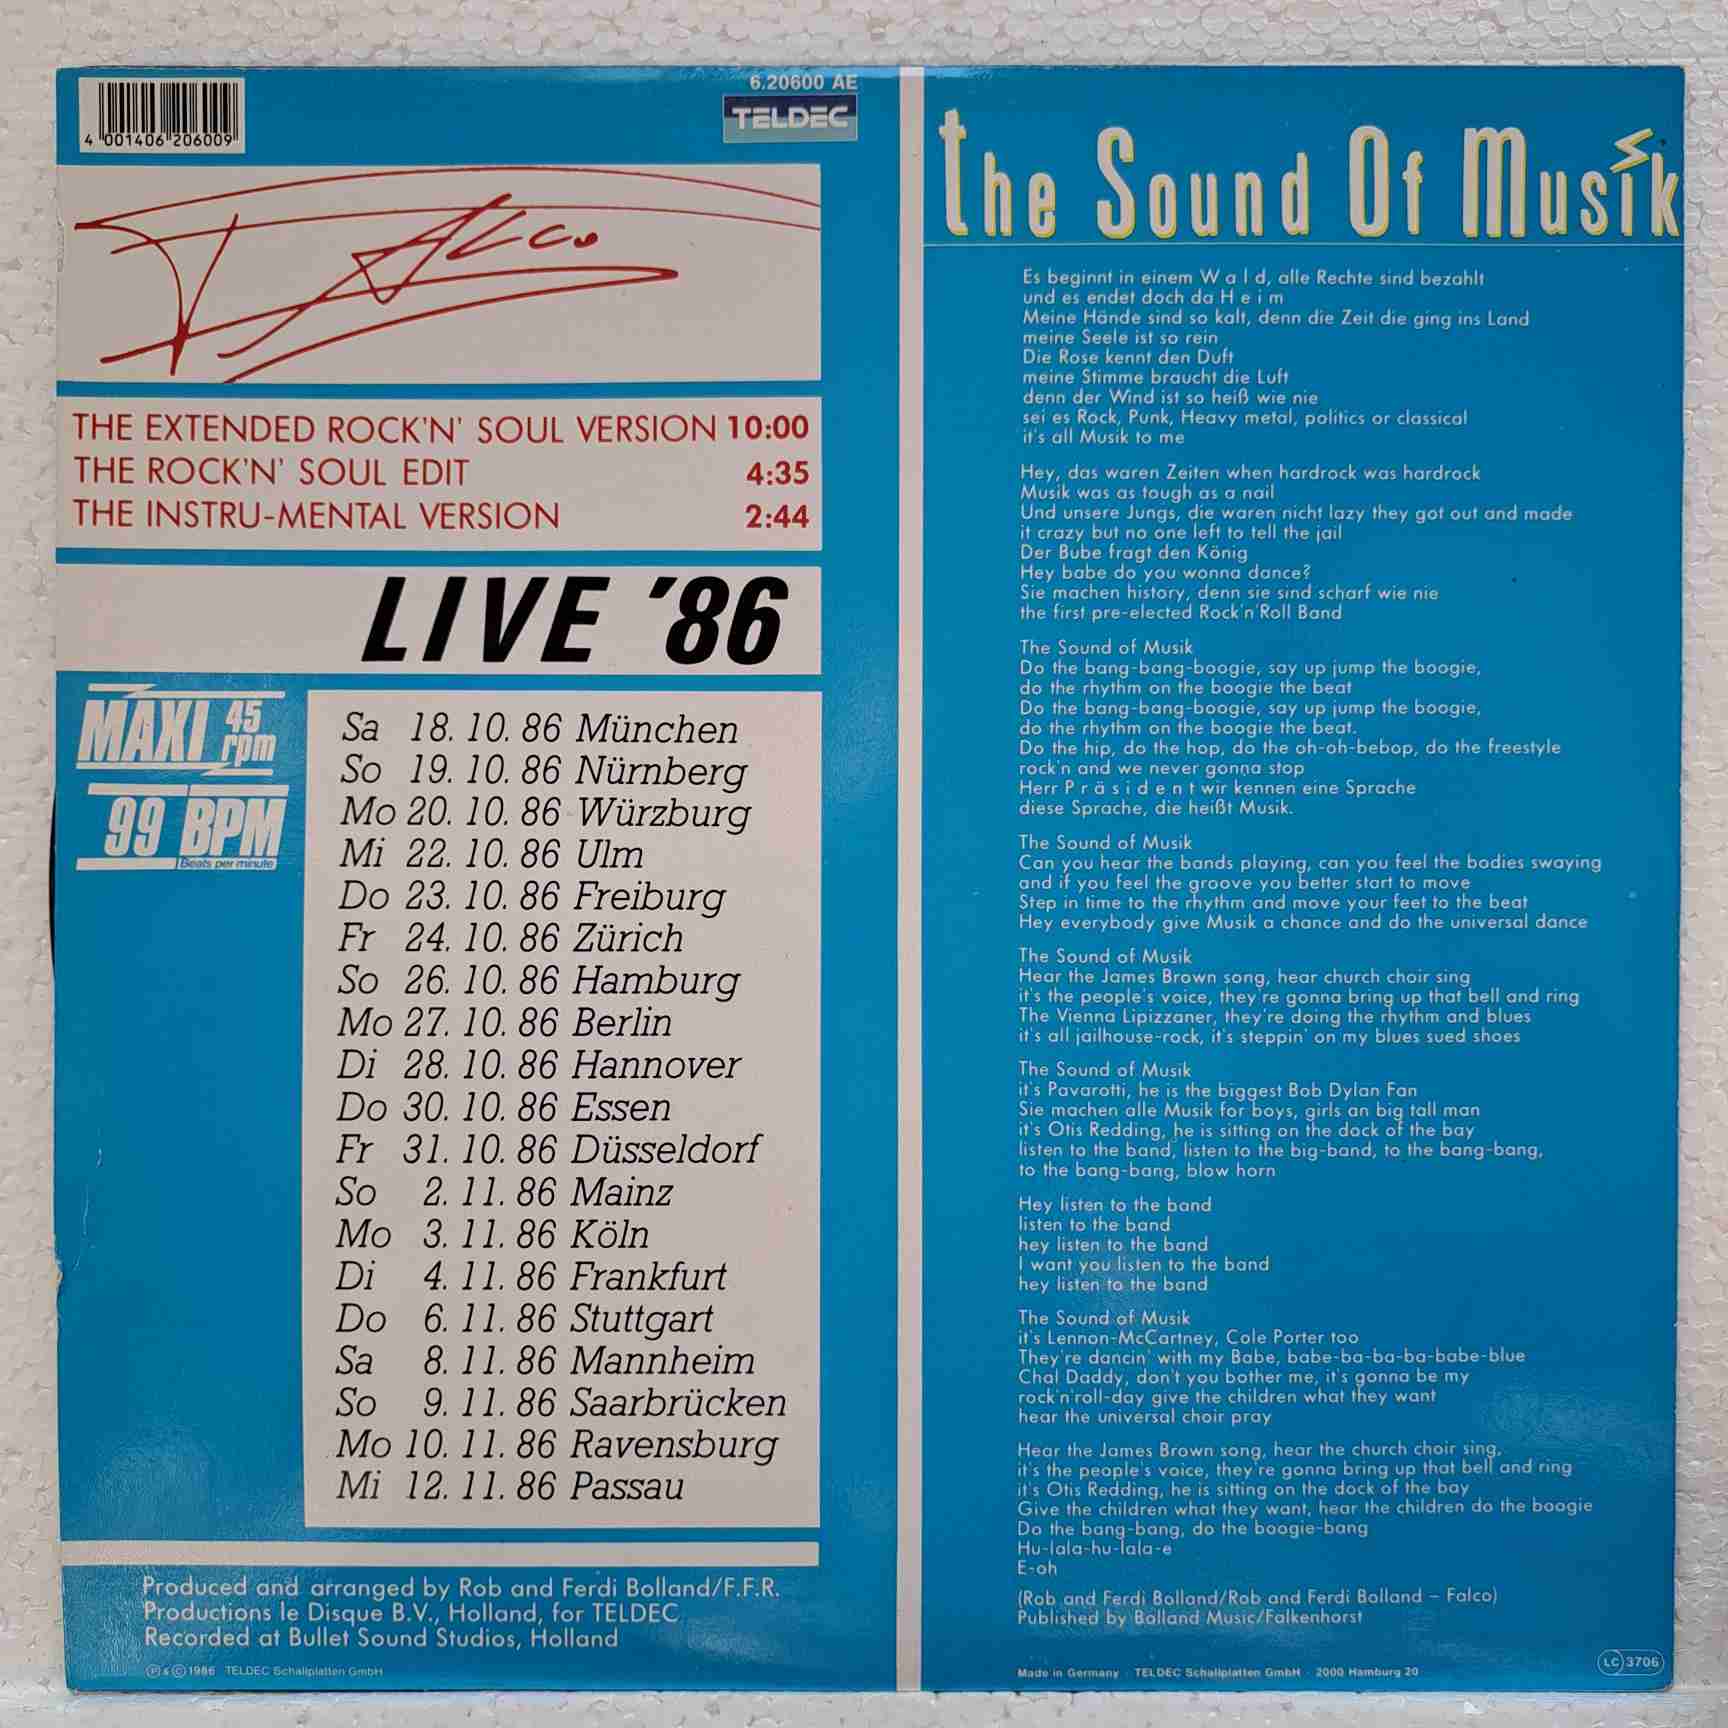 4 001406 206009
6.20600 AE
TELDEC
FALCO
THE EXTENDED ROCK'N' SOUL VERSION 10:00
THE ROCK'N' SOUL EDIT 4:35
THE INSTRU-MENTAL VERSION 2:44
LIVE '86
MAXI 45 rpm
99 BPM
Beats per minute
Sa 18. 10. 86 München
So 19. 10. 86 Nürnberg
Mo 20. 10. 86 Würzburg
Mi 22. 10. 86 Ulm
Do 23. 10. 86 Freiburg
Fr 24. 10. 86 Zürich
So 26. 10. 86 Hamburg
Mo 27. 10. 86 Berlin
Di 28. 10. 86 Hannover
Do 30. 10. 86 Essen
Fr 31. 10. 86 Düsseldorf
So 2. 11. 86 Mainz
Mo 3. 11. 86 Köln
Di 4. 11. 86 Frankfurt
Do 6. 11. 86 Stuttgart
Sa 8. 11. 86 Mannheim
So 9. 11. 86 Saarbrücken
Mo 10. 11. 86 Ravensburg
Mi 12. 11. 86 Passau
Produced and arranged by Rob and Ferdi Bolland/F.F.R.
Productions le Disque B.V., Holland, for TELDEC
Recorded at Bullet Sound Studios, Holland
℗ & © 1986 TELDEC Schallplatten GmbH
the Sound Of Musik
Es beginnt in einem W a l d, alle Rechte sind bezahlt
und es endet doch da H e i m
Meine Hände sind so kalt, denn die Zeit die ging ins Land
meine Seele ist so rein
Die Rose kennt den Duft
meine Stimme braucht die Luft
denn der Wind ist so heiß wie nie
sei es Rock, Punk, Heavy metal, politics or classical
it's all Musik to me
Hey, das waren Zeiten when hardrock was hardrock
Musik was as tough as a nail
Und unsere Jungs, die waren nicht lazy they got out and made
it crazy but no one left to tell the jail
Der Bube fragt den König
Hey babe do you wonna dance?
Sie machen history, denn sie sind scharf wie nie
the first pre-elected Rock'n'Roll Band
The Sound of Musik
Do the bang-bang-boogie, say up jump the boogie,
do the rhythm on the boogie the beat
Do the bang-bang-boogie, say up jump the boogie,
do the rhythm on the boogie the beat.
Do the hip, do the hop, do the oh-oh-bebop, do the freestyle
rock'n and we never gonna stop
Herr P r ä s i d e n t wir kennen eine Sprache
diese Sprache, die heißt Musik.
The Sound of Musik
Can you hear the bands playing, can you feel the bodies swaying
and if you feel the groove you better start to move
Step in time to the rhythm and move your feet to the beat
Hey everybody give Musik a chance and do the universal dance
The Sound of Musik
Hear the James Brown song, hear church choir sing
it's the people's voice, they're gonna bring up that bell and ring
The Vienna Lipizzaner, they're doing the rhythm and blues
it's all jailhouse-rock, it's steppin' on my blues sued shoes
The Sound of Musik
it's Pavarotti, he is the biggest Bob Dylan Fan
Sie machen alle Musik for boys, girls an big tall man
it's Otis Redding, he is sitting on the dock of the bay
listen to the band, listen to the big-band, to the bang-bang,
to the bang-bang, blow horn
Hey listen to the band
listen to the band
hey listen to the band
I want you listen to the band
hey listen to the band
The Sound of Musik
it's Lennon-McCartney, Cole Porter too
They're dancin' with my Babe, babe-ba-ba-ba-babe-blue
Chal Daddy, don't you bother me, it's gonna be my
rock'n'roll-day give the children what they want
hear the universal choir pray
Hear the James Brown song, hear the church choir sing,
it's the people's voice, they're gonna bring up that bell and ring
it's Otis Redding, he is sitting on the dock of the bay
Give the children what they want, hear the children do the boogie
Do the bang-bang, do the boogie-bang
Hu-lala-hu-lala-e
E-oh
(Rob and Ferdi Bolland/Rob and Ferdi Bolland – Falco)
Published by Bolland Music/Falkenhorst
Made in Germany · TELDEC Schallplatten GmbH · 2000 Hamburg 20
LC 3706